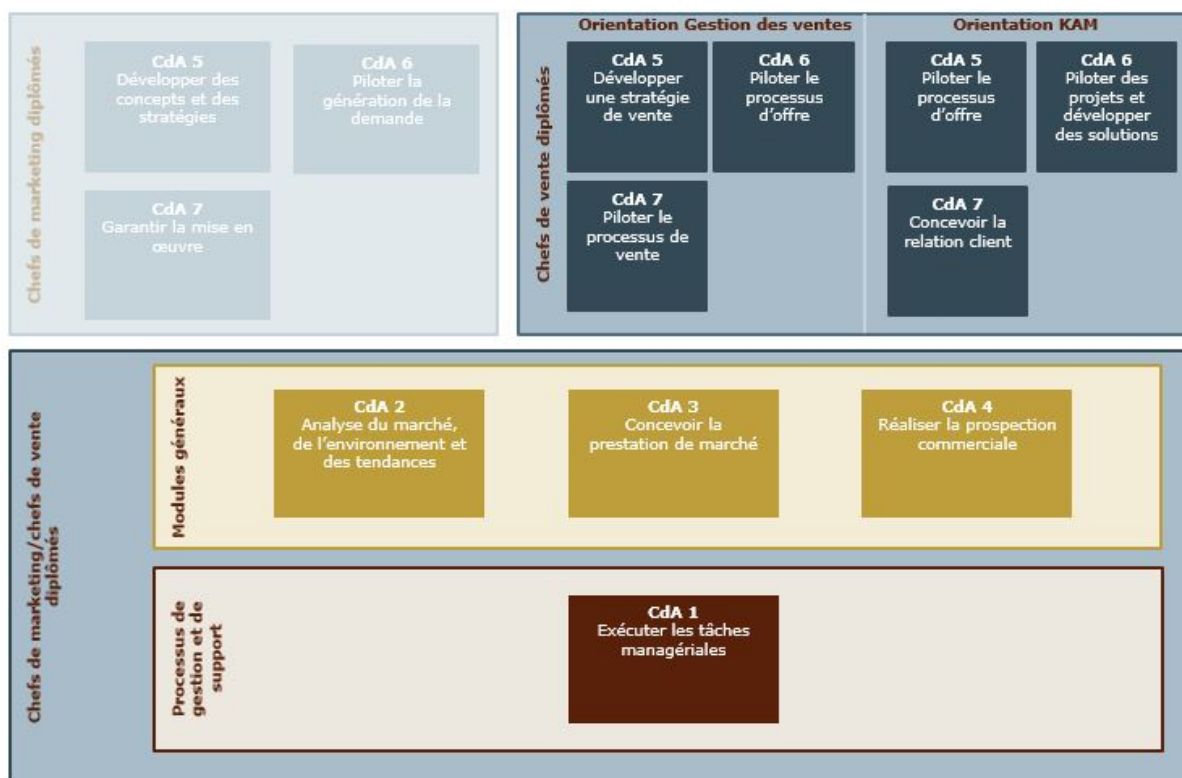 Chefs de marketing diplômés
CdA 5
Développer des
concepts et des
stratégies
CdA 6
Piloter la
génération de la
demande
CdA 7
Garantir la mise en
œuvre
Chefs de vente diplômés
Orientation Gestion des ventes
CdA 5
Développer
une stratégie
de vente
CdA 6
Piloter le
processus
d’offre
CdA 7
Piloter le
processus de
vente
Orientation KAM
CdA 5
Piloter le
processus
d’offre
CdA 6
Piloter des
projets et
développer
des solutions
CdA 7
Concevoir la
relation client
Chefs de marketing/chefs de vente
diplômés
Modules généraux
CdA 2
Analyse du marché,
de l’environnement et
des tendances
CdA 3
Concevoir la
prestation de marché
CdA 4
Réaliser la prospection
commerciale
Processus de
gestion et de
support
CdA 1
Exécuter les tâches
managériales